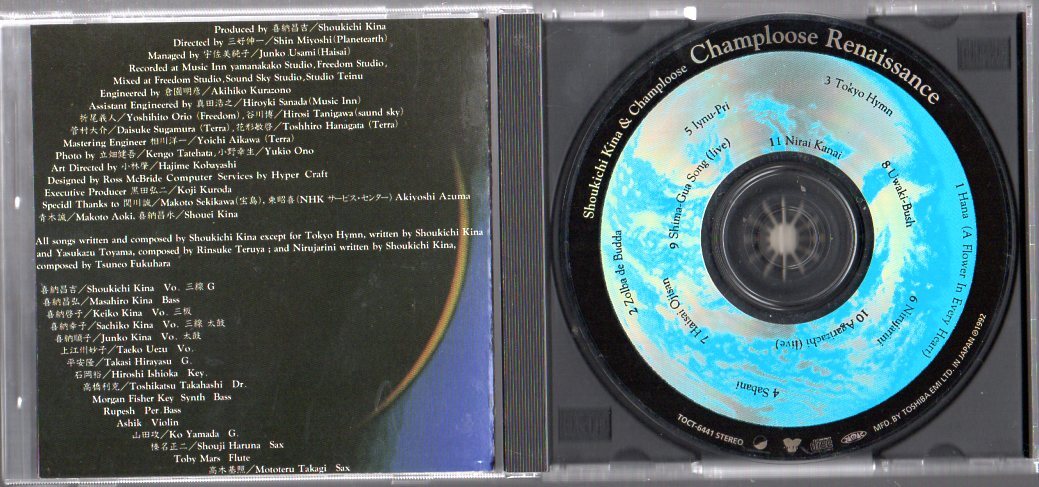 Produced by 喜納昌吉/Shoukichi Kina
Directecl by 三好伸一/Shin Miyoshi(Planetearth)
Managed by 宇佐美純子/Junko Usami(Haisai)
Recorded at Music Inn yamanakako Studio,Freedom Studio,
Mixed at Freedom Studio,Sound Sky Studio,Studio Teinu
Engineered by 倉園明彦/Akihiko Kurazono
Assistant Engineered by 真田浩之/Hiroyki Sanada(Music Inn)
折尾義人/Yoshihito Orio (Freedom),谷川博/Hirosi Tanigawa(saund sky)
菅村大介/Daisuke Sugamura (Terra),花形敏啓/Toshhiro Hanagata (Terra)
Mastering Engineer 相川洋一/Yoichi Aikawa (Terra)
Photo by 立畑健吾/Kengo Tatehata,小野幸生/Yukio Ono
Art Directed by 小林肇/Hajime Kobayashi
Designed by Ross McBride Computer Services by Hyper Craft
Executive Producer 黒田弘二/Koji Kuroda
Specidl Thanks to 関川誠/Makoto Sekikawa(宝島), 東昭喜(NHK サービス・センター) Akiyoshi Azuma
青木誠/Makoto Aoki. 喜納昌永/Shouei Kina
All songs written and composed by Shoukichi Kina except for Tokyo Hymn, written by Shoukichi Kina
and Yasukazu Toyama, composed by Rinsuke Teruya ; and Nirujarini written by Shoukichi Kina,
composed by Tsuneo Fukuhara
喜納昌吉/Shoukichi Kina Vo. 三線 G
喜納昌弘/Masahiro Kina Bass
喜納啓子/Keiko Kina Vo. 三板
喜納幸子/Sachiko Kina Vo. 三線 太鼓
喜納順子/Junko Kina Vo. 太鼓
上江州妙子/Taeko Uezu Vo.
平安隆/Takasi Hirayasu G.
石岡裕/Hiroshi Ishioka Key.
高橋利克/Toshikatsu Takahashi Dr.
Morgan Fisher Key Synth Bass
Rupesh Per.Bass
Ashik Violin
山田攻/Ko Yamada G.
榛名正二/Shouji Haruna Sax
Toby Mars Flute
高木基照/Mototeru Takagi Sax
Shoukichi Kina & Champloose Champloose Renaissance
1 Hana (A Flower In Every Heart)
2 Zolba de Budda
3 Tokyo Hymn
4 Sabani
5 Iynu-Pri
6 Nirujarini
7 Haisai Ojisan
8 Uwaki-Bush
9 Shima-Gua Song (live)
10 Agarizachi (live)
11 Nirai Kanai
TOCT-6441 STEREO
MFD. BY TOSHIBA EMI LTD. IN JAPAN ℗1992